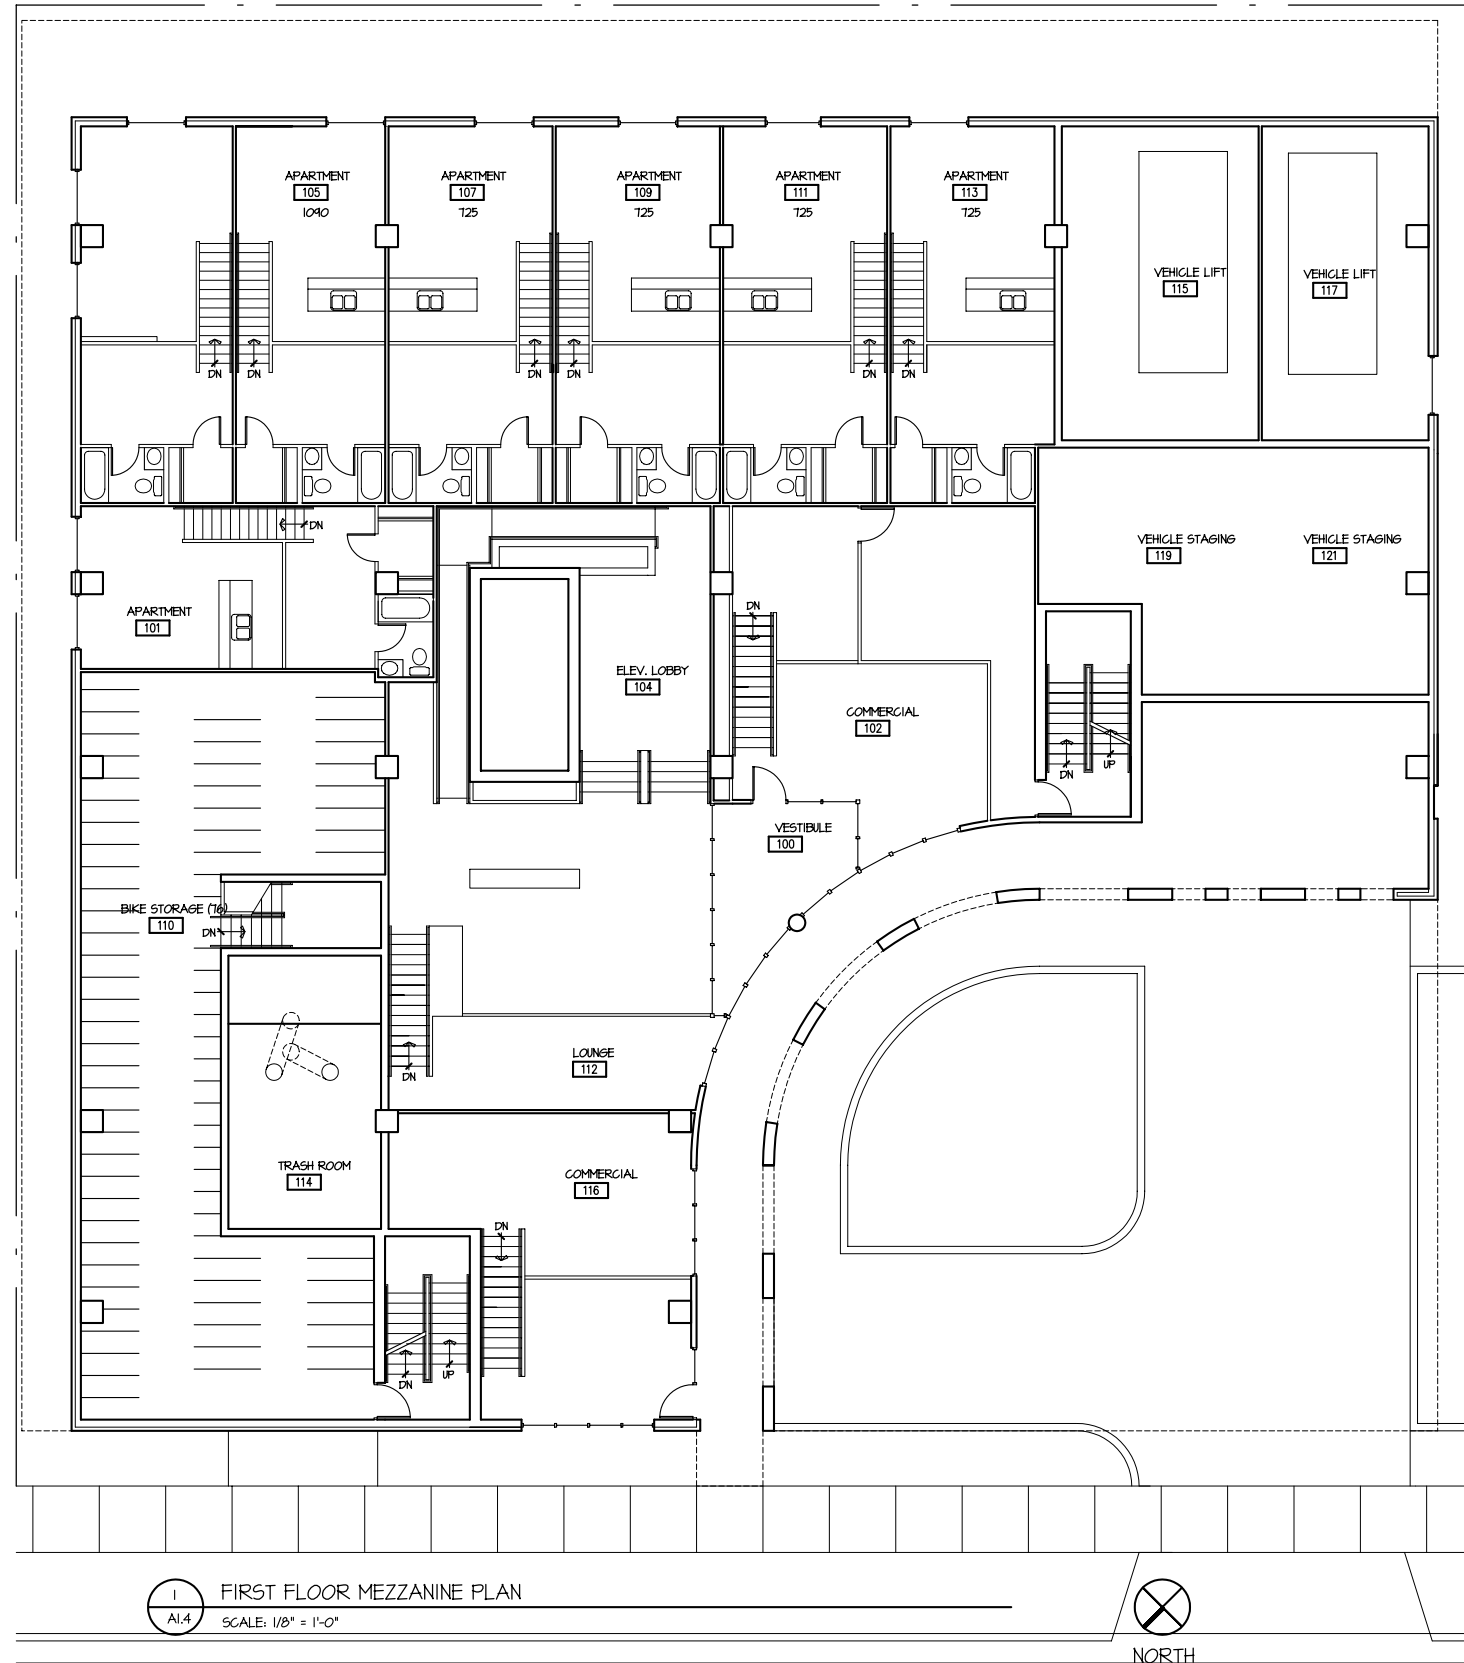 APARTMENT
105
1090
APARTMENT
107
725
APARTMENT
109
725
APARTMENT
111
725
APARTMENT
113
725
VEHICLE LIFT
115
VEHICLE LIFT
117
DN
DN
DN
DN
DN
DN
DN
VEHICLE STAGING
119
VEHICLE STAGING
121
APARTMENT
101
DN
ELEV. LOBBY
104
COMMERCIAL
102
DN
UP
VESTIBULE
100
BIKE STORAGE (76)
110
DN
LOUNGE
112
DN
TRASH ROOM
114
COMMERCIAL
116
DN
DN
UP
1
A1.4
FIRST FLOOR MEZZANINE PLAN
SCALE: 1/8" = 1'-0"
NORTH